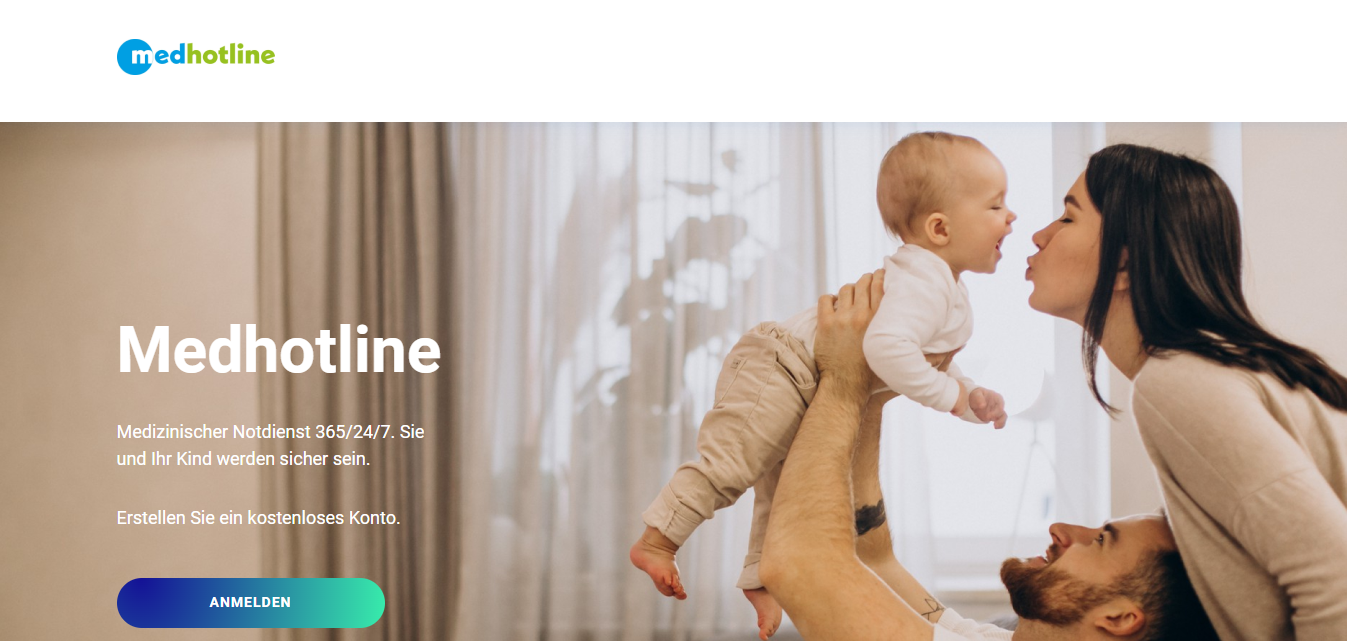 medhotline
Medhotline
Medizinischer Notdienst 365/24/7. Sie
und Ihr Kind werden sicher sein.
Erstellen Sie ein kostenloses Konto.
ANMELDEN